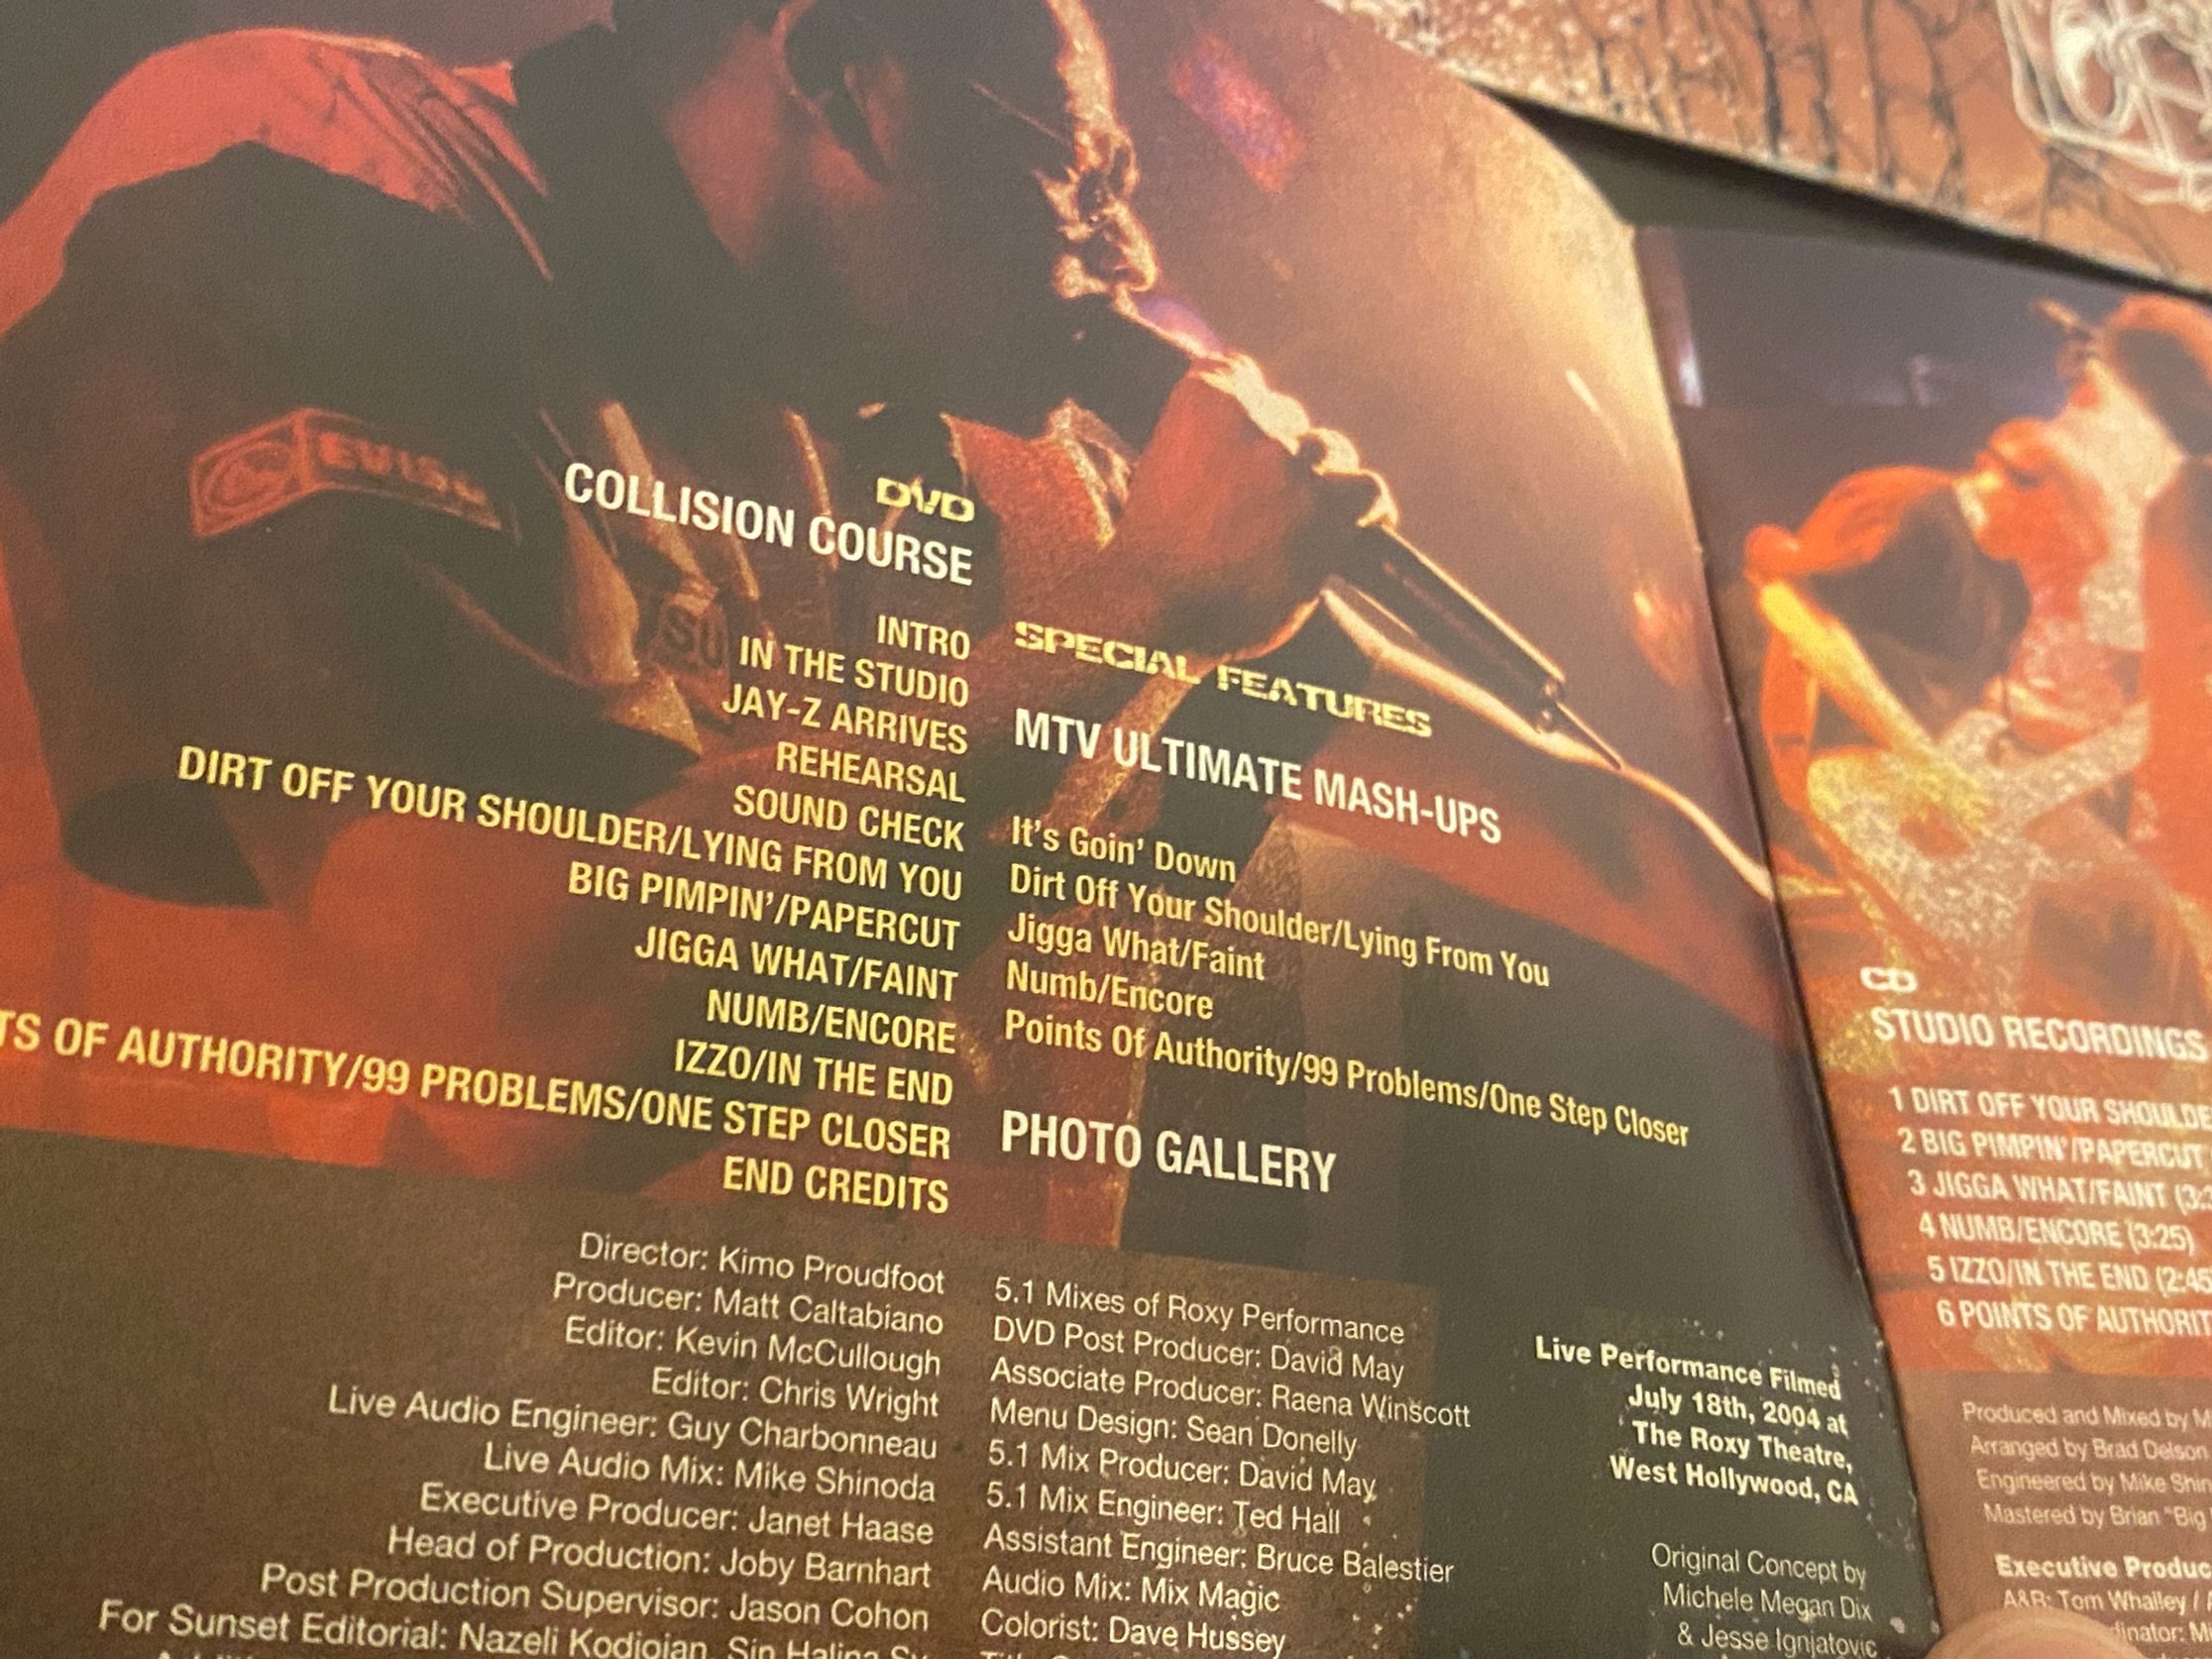 EVISU
SU
DVD
COLLISION COURSE
INTRO
IN THE STUDIO
JAY-Z ARRIVES
REHEARSAL
SOUND CHECK
DIRT OFF YOUR SHOULDER/LYING FROM YOU
BIG PIMPIN'/PAPERCUT
JIGGA WHAT/FAINT
NUMB/ENCORE
IZZO/IN THE END
TS OF AUTHORITY/99 PROBLEMS/ONE STEP CLOSER
END CREDITS
SPECIAL FEATURES
MTV ULTIMATE MASH-UPS
It's Goin' Down
Dirt Off Your Shoulder/Lying From You
Jigga What/Faint
Numb/Encore
Points Of Authority/99 Problems/One Step Closer
PHOTO GALLERY
Director: Kimo Proudfoot
Producer: Matt Caltabiano
Editor: Kevin McCullough
Editor: Chris Wright
Live Audio Engineer: Guy Charbonneau
Live Audio Mix: Mike Shinoda
Executive Producer: Janet Haase
Head of Production: Joby Barnhart
Post Production Supervisor: Jason Cohon
For Sunset Editorial: Nazeli Kodjoian,
5.1 Mixes of Roxy Performance
DVD Post Producer: David May
Associate Producer: Raena Winscott
Menu Design: Sean Donelly
5.1 Mix Producer: David May
5.1 Mix Engineer: Ted Hall
Assistant Engineer: Bruce Balestier
Audio Mix: Mix Magic
Colorist: Dave Hussey
Live Performance Filmed
July 18th, 2004 at
The Roxy Theatre,
West Hollywood, CA
Original Concept by
Michele Megan Dix
& Jesse Ignjatovic
CD
STUDIO RECORDINGS
1 DIRT OFF YOUR SHOULDE
2 BIG PIMPIN'/PAPERCUT
3 JIGGA WHAT/FAINT (3:
4 NUMB/ENCORE (3:25)
5 IZZO/IN THE END (2:4
6 POINTS OF AUTHORIT
Produced and Mixed by M
Arranged by Brad Delson
Engineered by Mike Shin
Mastered by Brian "Big
Executive Produc
A&R: Tom Whalley /
dinator: M